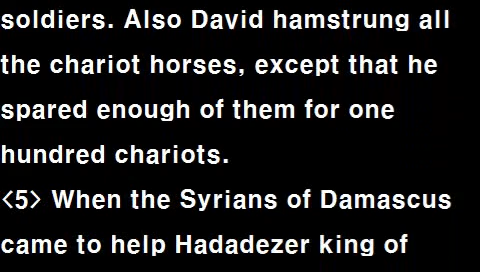 soldiers. Also David hamstrung all
the chariot horses, except that he
spared enough of them for one
hundred chariots.
<5> When the Syrians of Damascus
came to help Hadadezer king of